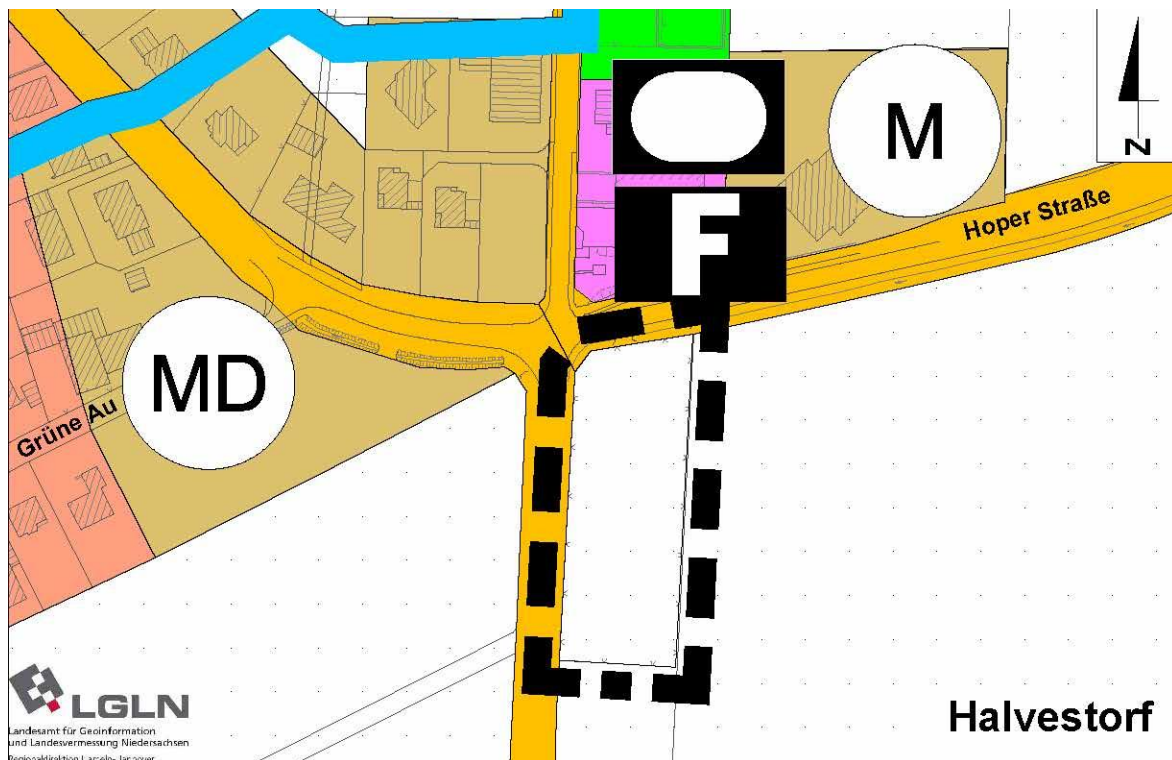 M
N
Hoper Straße
F
MD
Grüne Au
LGLN
Landesamt für Geoinformation
und Landesvermessung Niedersachsen
Halvestorf